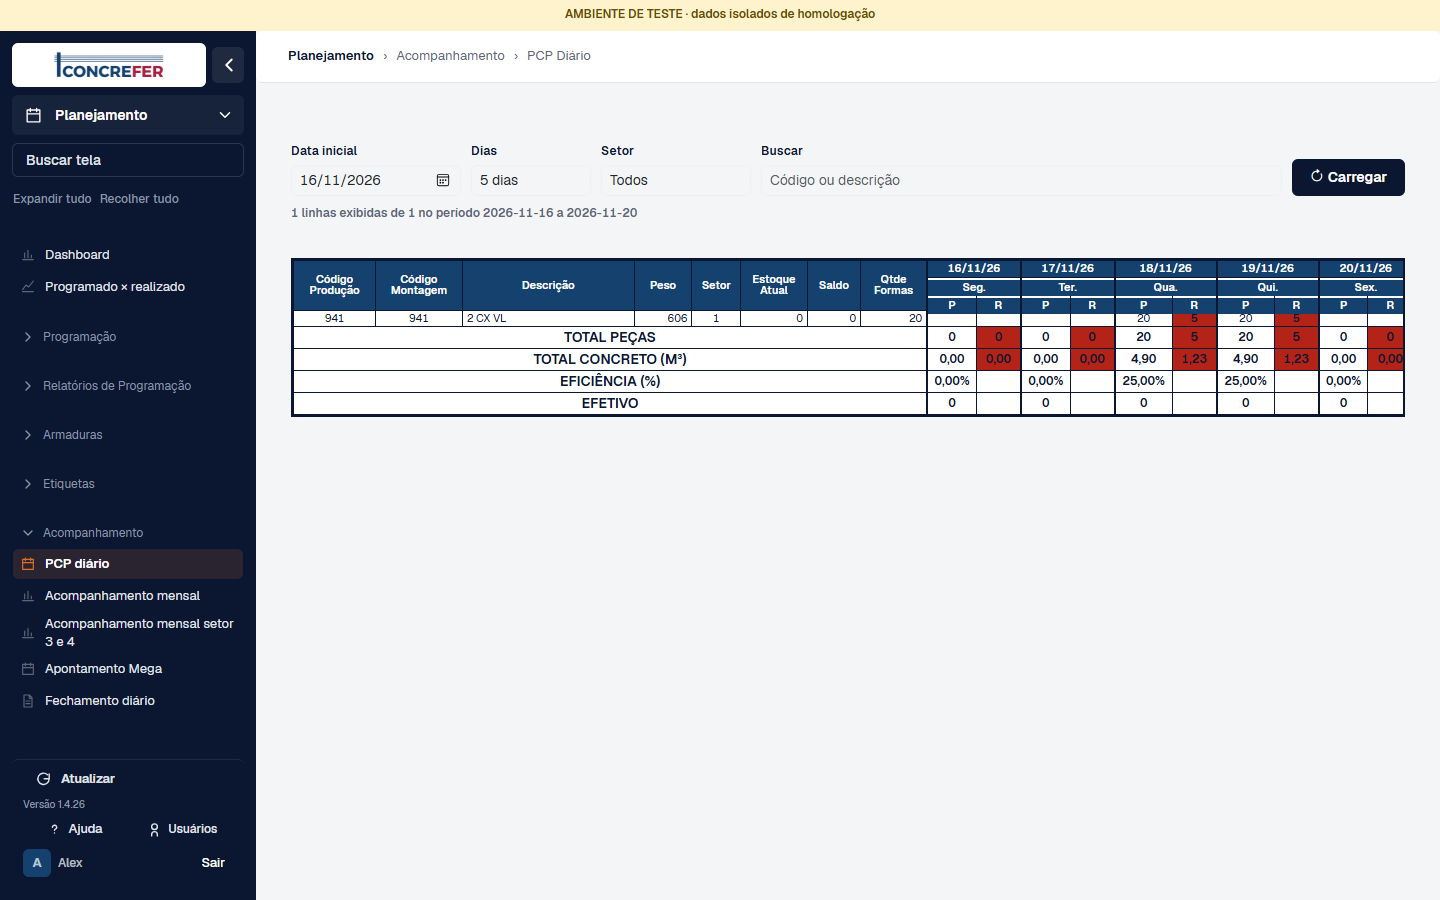 AMBIENTE DE TESTE · dados isolados de homologação
CONCREFER
Planejamento
Buscar tela
Expandir tudo Recolher tudo
Dashboard
Programado × realizado
Programação
Relatórios de Programação
Armaduras
Etiquetas
Acompanhamento
PCP diário
Acompanhamento mensal
Acompanhamento mensal setor
3 e 4
Apontamento Mega
Fechamento diário
Atualizar
Versão 1.4.26
? Ajuda Usuários
A Alex Sair
Planejamento › Acompanhamento › PCP Diário
Data inicial Dias Setor Buscar
16/11/2026 5 dias Todos Código ou descrição Carregar
1 linhas exibidas de 1 no período 2026-11-16 a 2026-11-20
Código Produção Código Montagem Descrição Peso Setor Estoque Atual Saldo Qtde Formas 16/11/26 17/11/26 18/11/26 19/11/26 20/11/26
Seg. Ter. Qua. Qui. Sex.
P R P R P R P R P R
941 941 2 CX VL 606 1 0 0 20 20 5 20 5
TOTAL PEÇAS 0 0 0 0 20 5 20 5 0 0
TOTAL CONCRETO (M³) 0,00 0,00 0,00 0,00 4,90 1,23 4,90 1,23 0,00 0,00
EFICIÊNCIA (%) 0,00% 0,00% 25,00% 25,00% 0,00%
EFETIVO 0 0 0 0 0